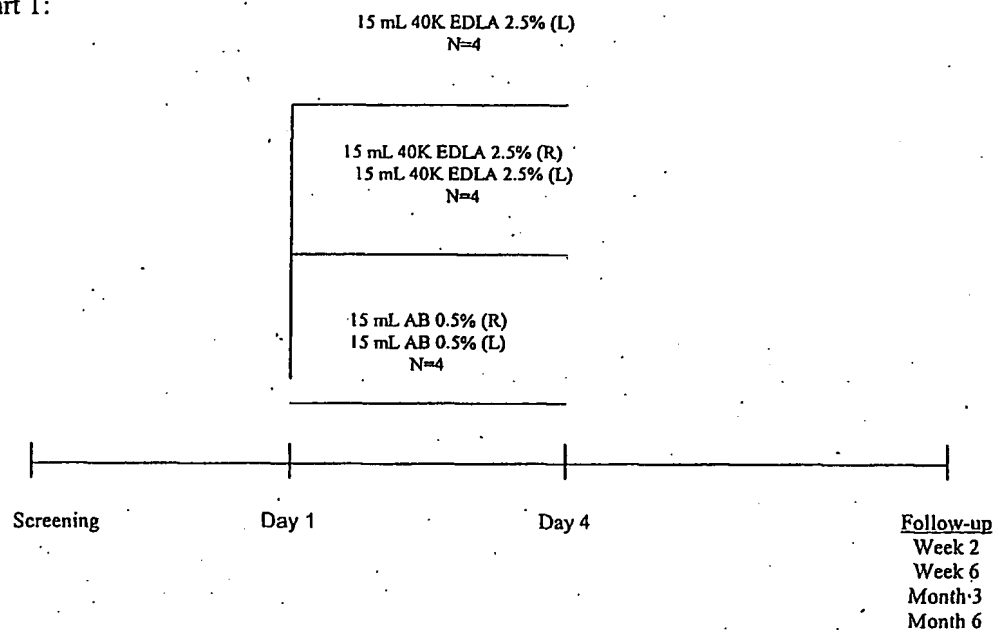 art 1:
15 mL 40K EDLA 2.5% (L)
N=4
15 mL 40K EDLA 2.5% (R)
15 mL 40K EDLA 2.5% (L)
N=4
15 mL AB 0.5% (R)
15 mL AB 0.5% (L)
N=4
Screening
Day 1
Day 4
Follow-up
Week 2
Week 6
Month 3
Month 6